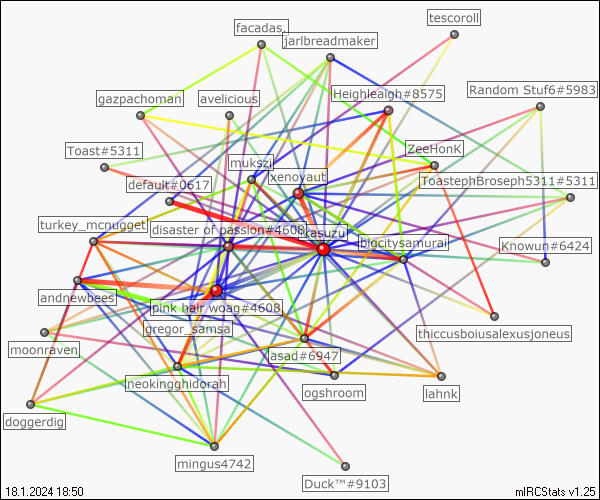 tescoroll
facadas,
jarlbreadmaker
Heighleaigh#8575
Random Stuf6#5983
gazpachoman
avelicious
ZeeHonK
Toast#5311
mukszi
xenoyaut
ToastephBroseph5311#5311
default#0617
turkey_mcnugget
disaster of passion#4608
kasuzu
bigcitysamurai
Knowun#6424
andnewbees
pink hair woag#4608
gregor_samsa
thiccusboiusalexusjoneus
moonraven
lasad#6947
neokingghidorah
ogshroom
lahnk
doggerdig
mingus4742
Duck™#9103
18.1.2024 18:50
mIRCStats v1.25